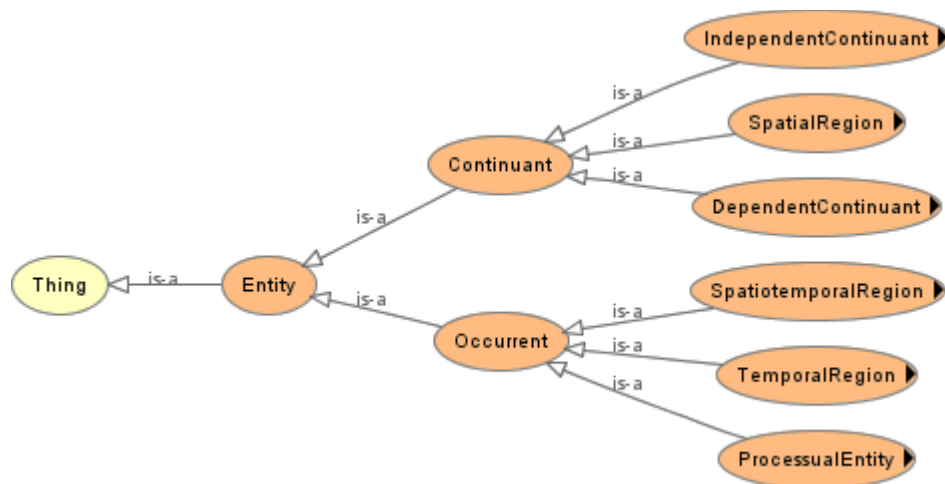 IndependentContinuant
is-a
SpatialRegion
is-a
Continuant
is-a
DependentContinuant
is-a
Thing
is-a
Entity
is-a
SpatiotemporalRegion
is-a
Occurrent
is-a
TemporalRegion
is-a
ProcessualEntity